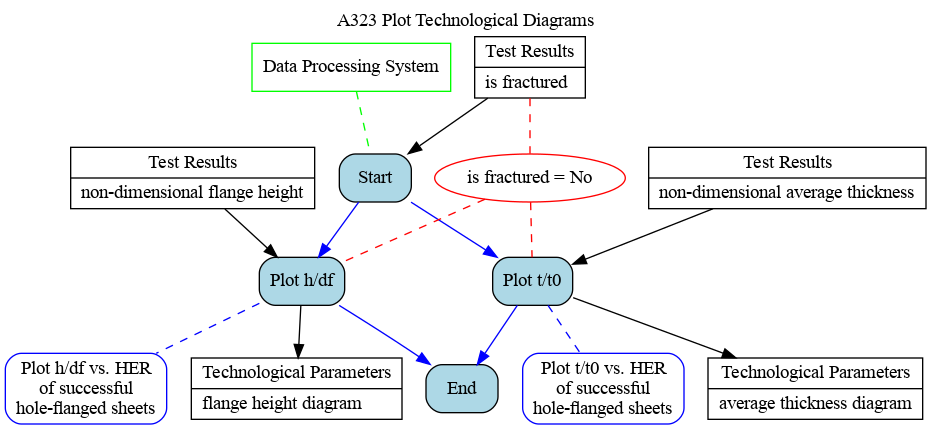 A323 Plot Technological Diagrams
Data Processing System
Test Results
is fractured
Test Results
non-dimensional flange height
Start
is fractured = No
Test Results
non-dimensional average thickness
Plot h/df
Plot t/t0
Plot h/df vs. HER
of successful
hole-flanged sheets
Technological Parameters
flange height diagram
End
Plot t/t0 vs. HER
of successful
hole-flanged sheets
Technological Parameters
average thickness diagram